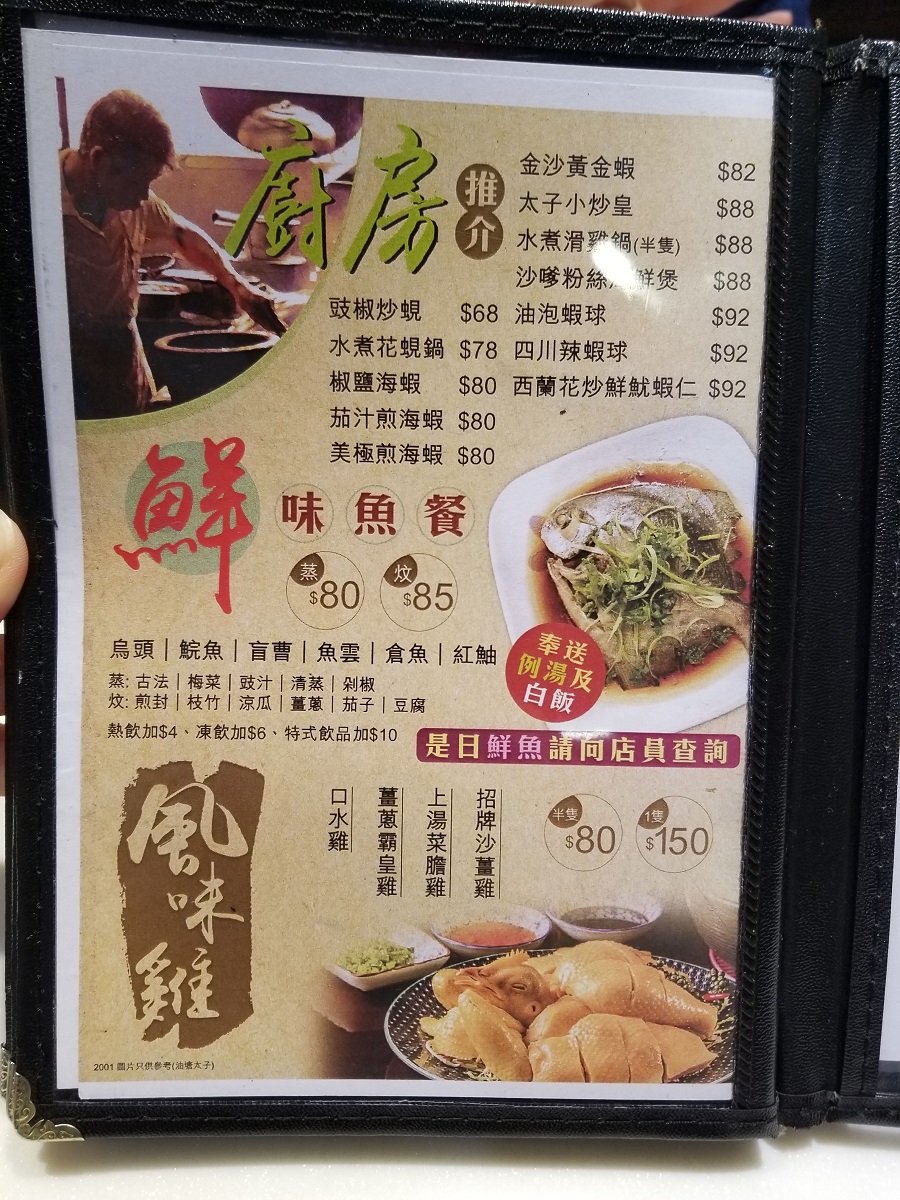 廚房
推介
豉椒炒蜆 $68
水煮花蜆鍋 $78
椒鹽海蝦 $80
茄汁煎海蝦 $80
美極煎海蝦 $80
金沙黃金蝦 $82
太子小炒皇 $88
水煮滑雞鍋(半隻) $88
沙嗲粉絲 鮮煲 $88
油泡蝦球 $92
四川辣蝦球 $92
西蘭花炒鮮魷蝦仁 $92
鮮味魚餐
蒸 $80
炆 $85
烏頭｜鯇魚｜盲曹｜魚雲｜倉魚｜紅鮋
蒸: 古法｜梅菜｜豉汁｜清蒸｜剁椒
炆: 煎封｜枝竹｜涼瓜｜薑蔥｜茄子｜豆腐
熱飲加$4、凍飲加$6、特式飲品加$10
奉送
例湯及
白飯
是日鮮魚請向店員查詢
風味雞
招牌沙薑雞
上湯菜膽雞
薑蔥霸皇雞
口水雞
半隻 $80
1隻 $150
2001 圖片只供參考(油塘太子)